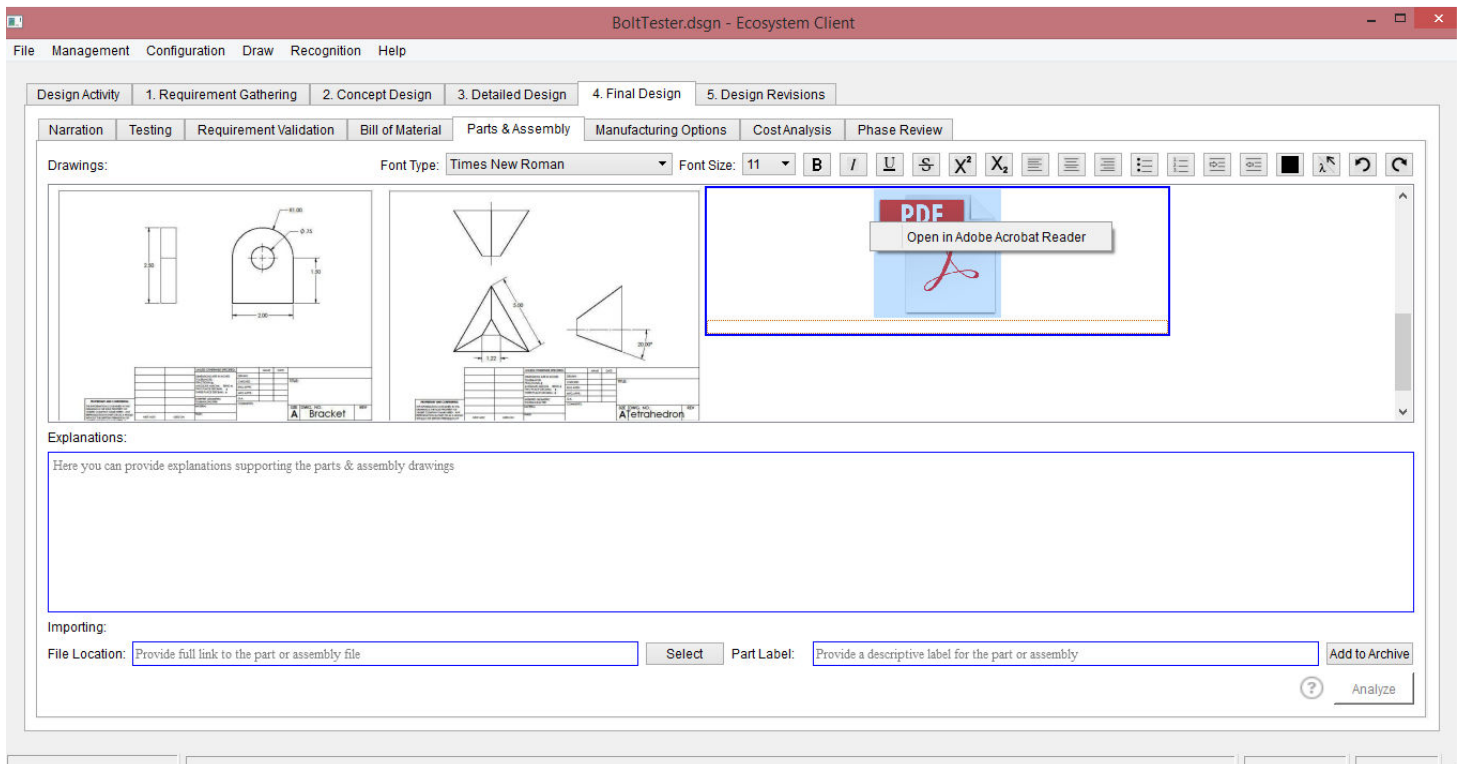 BoltTester.dsgn - Ecosystem Client
File Management Configuration Draw Recognition Help
Design Activity 1. Requirement Gathering 2. Concept Design 3. Detailed Design 4. Final Design 5. Design Revisions
Narration Testing Requirement Validation Bill of Material Parts & Assembly Manufacturing Options Cost Analysis Phase Review
Drawings: Font Type: Times New Roman Font Size: 11 B I U S X² X₂
R1.00
Ø.75
2.50
1.50
2.00
A Bracket
5.00
20.00°
1.22
A Tetrahedron
PDF
Open in Adobe Acrobat Reader
Explanations:
Here you can provide explanations supporting the parts & assembly drawings
Importing:
File Location: Provide full link to the part or assembly file Select Part Label: Provide a descriptive label for the part or assembly Add to Archive
? Analyze